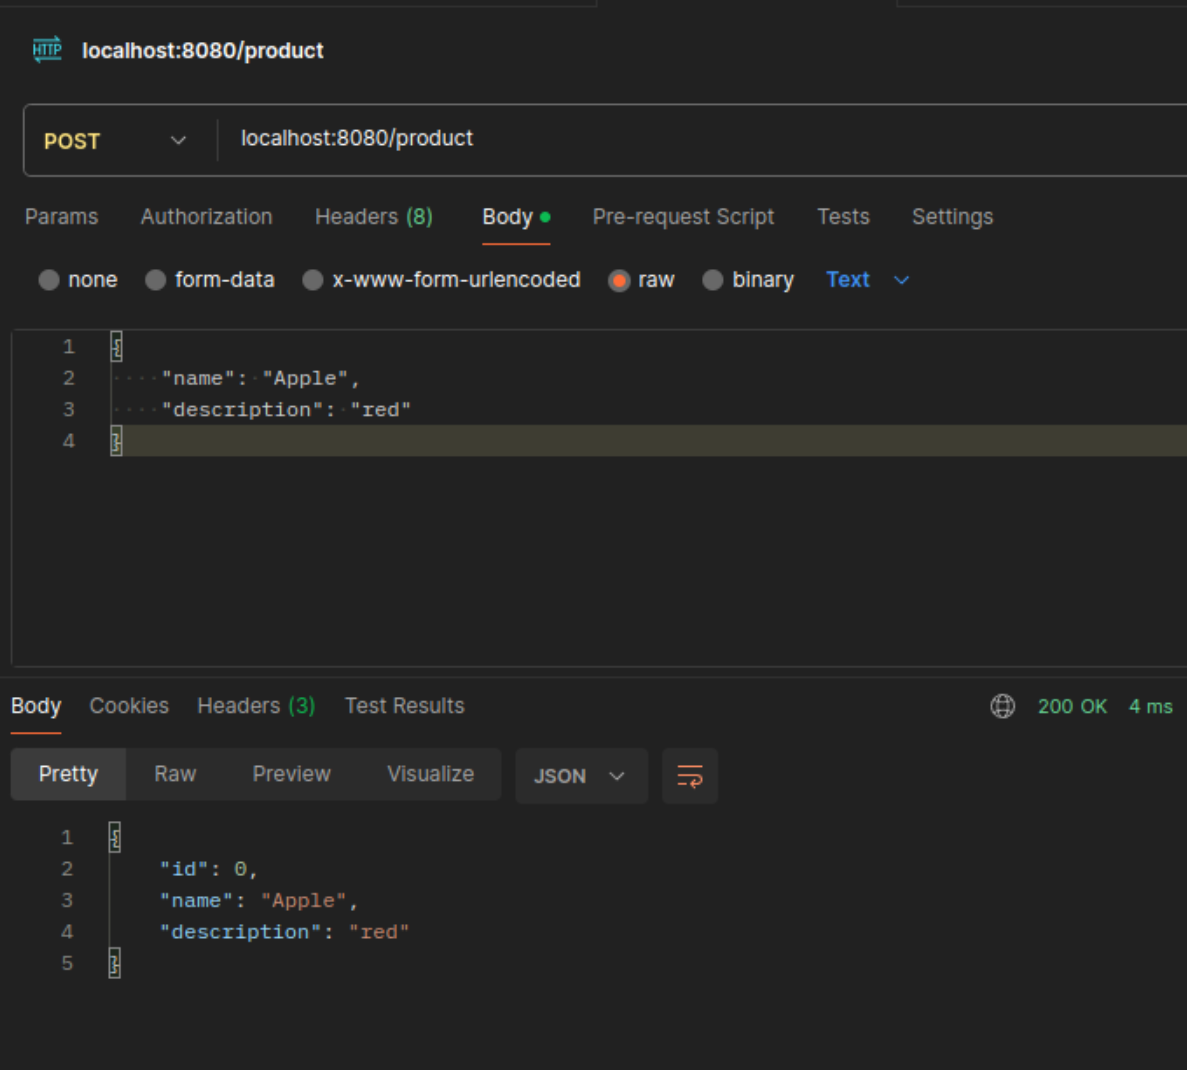 HTTP localhost:8080/product
POST localhost:8080/product
Params Authorization Headers (8) Body Pre-request Script Tests Settings
none form-data x-www-form-urlencoded raw binary Text
1 {
2 "name": "Apple",
3 "description": "red"
4 }
Body Cookies Headers (3) Test Results 200 OK 4 ms
Pretty Raw Preview Visualize JSON
1 {
2 "id": 0,
3 "name": "Apple",
4 "description": "red"
5 }